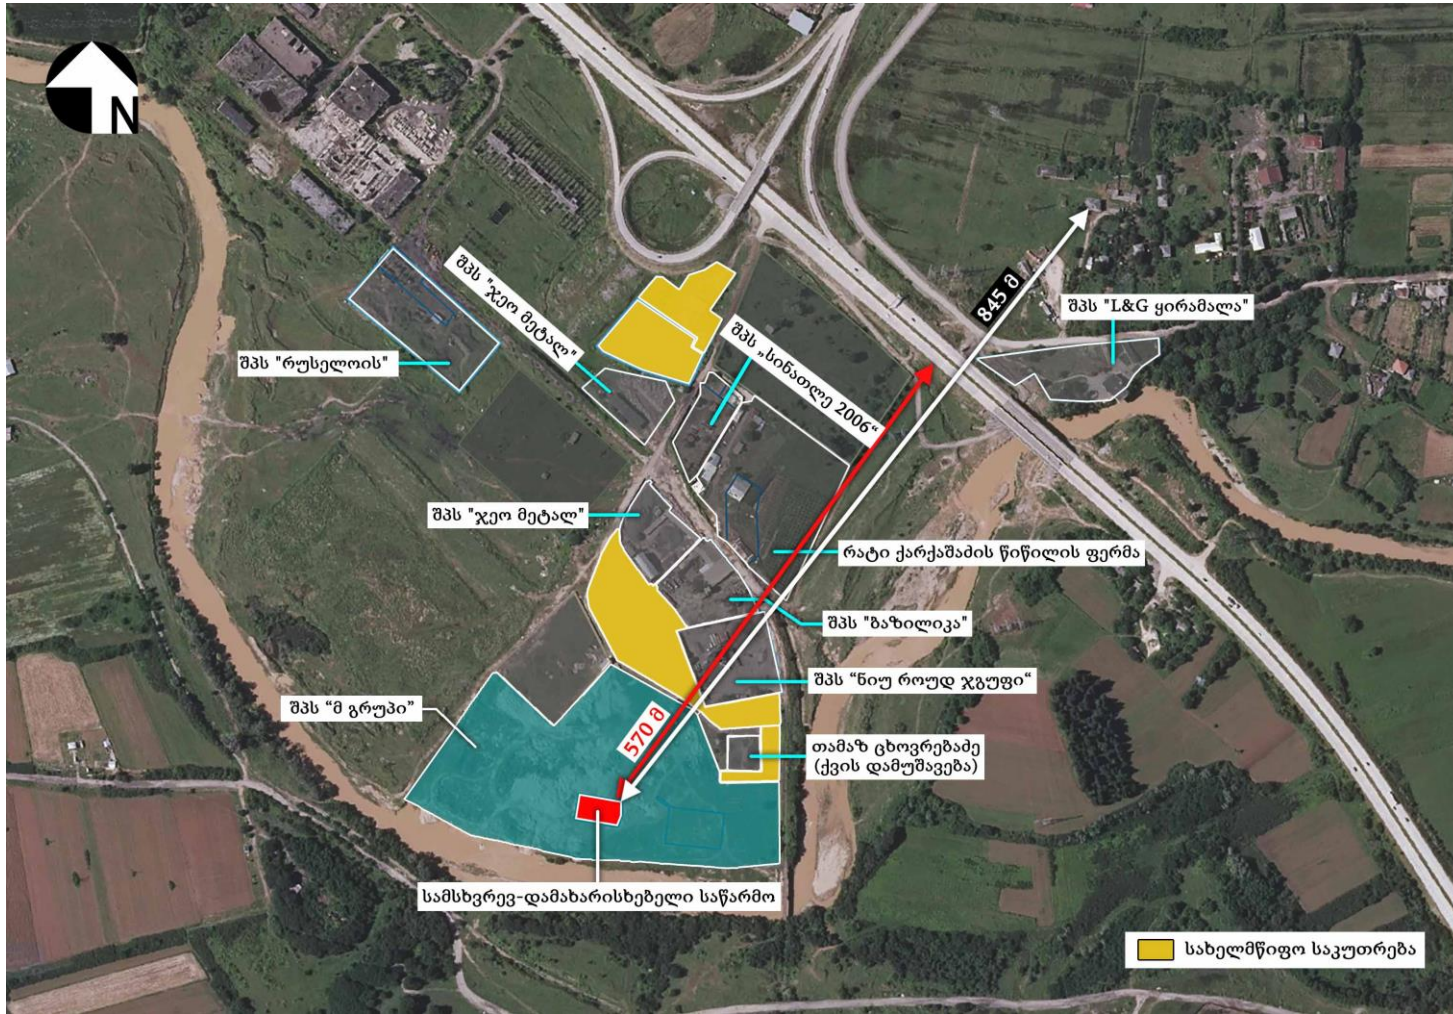 N
შპს "ჯეო მეტალ"
845 მ
შპს "L&G ყირამალა"
შპს "რუსელოის"
შპს „სინათლე 2006“
შპს "ჯეო მეტალ"
რატი ქარქაშაძის წიწილის ფერმა
შპს "ბაზილიკა"
შპს “ნიუ როუდ ჯგუფი“
შპს “მ გრუპი”
570 მ
თამაზ ცხოვრებაძე
(ქვის დამუშავება)
სამსხვრევ-დამახარისხებელი საწარმო
სახელმწიფო საკუთრება